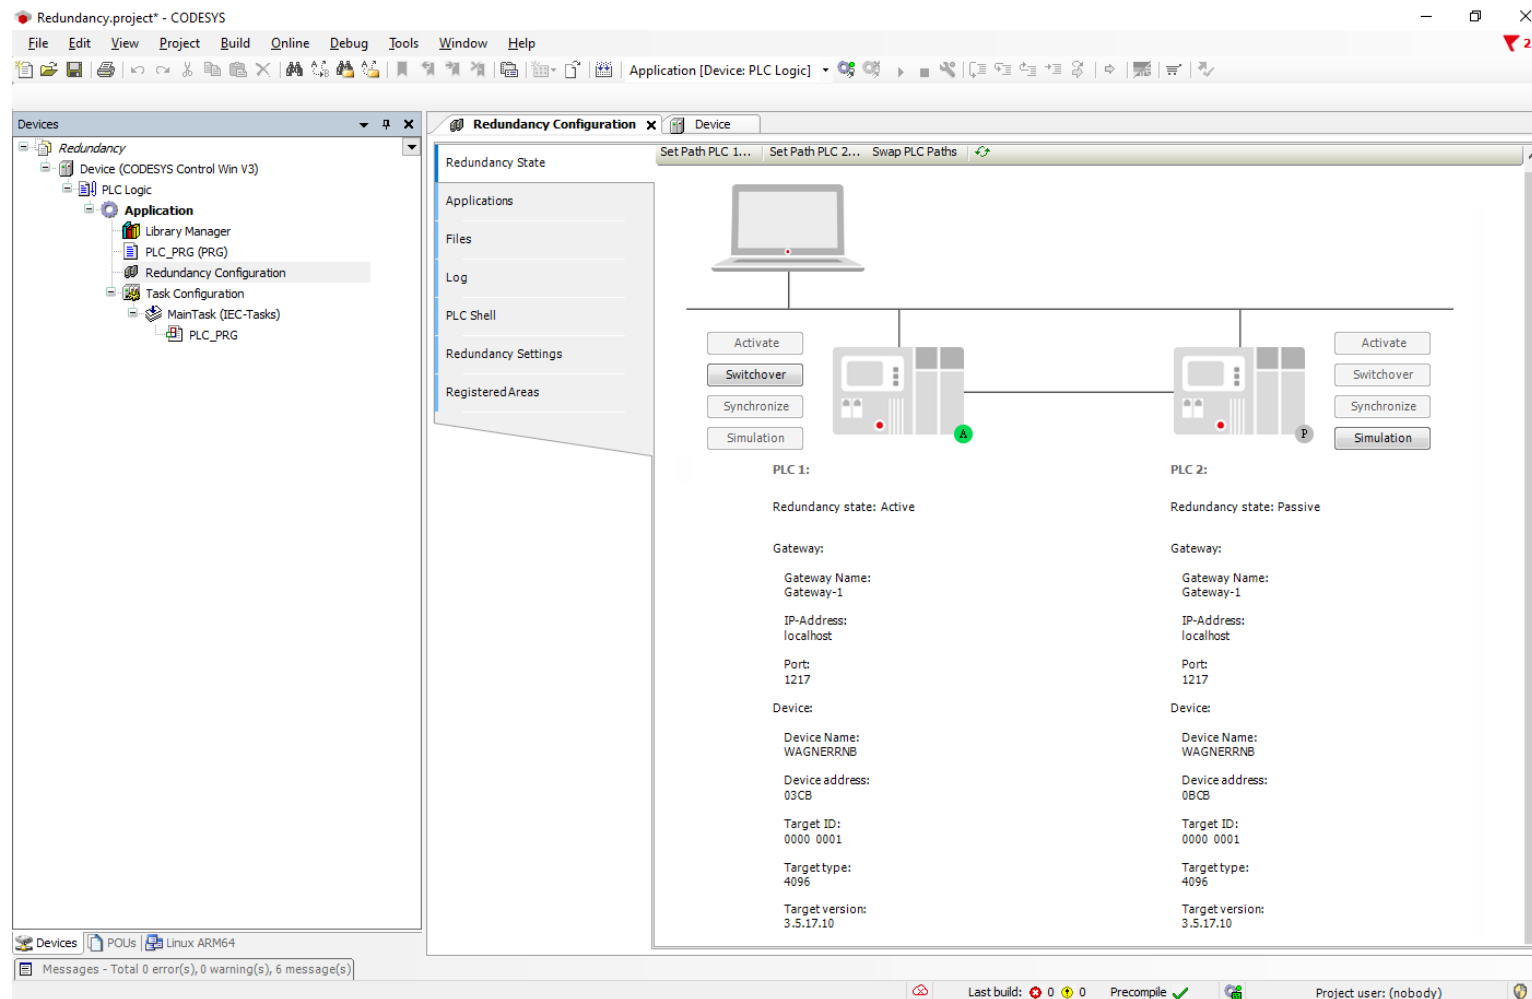 Redundancy.project* - CODESYS
File Edit View Project Build Online Debug Tools Window Help
2
Application [Device: PLC Logic]
Devices
Redundancy
Device (CODESYS Control Win V3)
PLC Logic
Application
Library Manager
PLC_PRG (PRG)
Redundancy Configuration
Task Configuration
MainTask (IEC-Tasks)
PLC_PRG
Devices POUs Linux ARM64
Redundancy Configuration Device
Redundancy State
Applications
Files
Log
PLC Shell
Redundancy Settings
Registered Areas
Set Path PLC 1... Set Path PLC 2... Swap PLC Paths
Activate
Switchover
Synchronize
Simulation
A
P
Activate
Switchover
Synchronize
Simulation
PLC 1:
Redundancy state: Active
Gateway:
Gateway Name:
Gateway-1
IP-Address:
localhost
Port:
1217
Device:
Device Name:
WAGNERRNB
Device address:
03CB
Target ID:
0000 0001
Target type:
4096
Target version:
3.5.17.10
PLC 2:
Redundancy state: Passive
Gateway:
Gateway Name:
Gateway-1
IP-Address:
localhost
Port:
1217
Device:
Device Name:
WAGNERRNB
Device address:
0BCB
Target ID:
0000 0001
Target type:
4096
Target version:
3.5.17.10
Messages - Total 0 error(s), 0 warning(s), 6 message(s)
Last build: 0 0 Precompile Project user: (nobody)